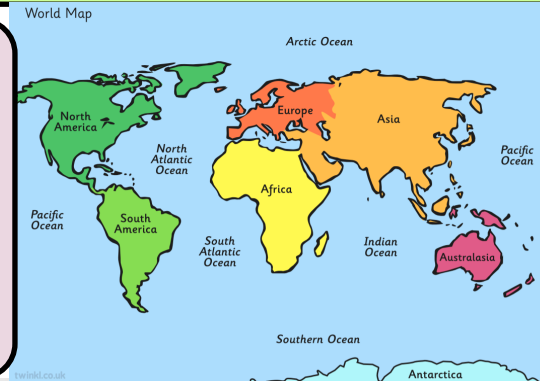 World Map
Arctic Ocean
North
America
Europe
Asia
North
Atlantic
Ocean
Pacific
Ocean
Africa
Pacific
Ocean
South
America
South
Atlantic
Ocean
Indian
Ocean
Australasia
Southern Ocean
Antarctica
twinkl.co.uk